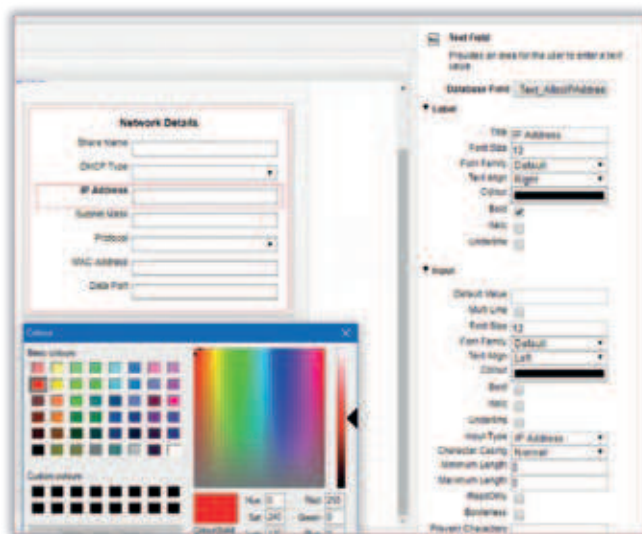 Network Details
Share Name
DHCP Type
IP Address
Subnet Mask
Protocol
MAC Address
Data Port
Text Field
Provides an area for the user to enter a text
value
Database Field
Label
Title IP Address
Font Size 12
Font Family Default
Text Align Right
Colour
Bold
Italic
Underline
Input
Default Value
Multi Line
Font Size 12
Font Family Default
Text Align Left
Colour
Bold
Italic
Underline
Input Type IP Address
Character Casing Normal
Minimum Length 0
Maximum Length 0
ReadOnly
Borderless
Prevent Characters
Colour
Basic colours
Custom colours
Hue: 0 Red: 255
Sat: 240 Green: 0